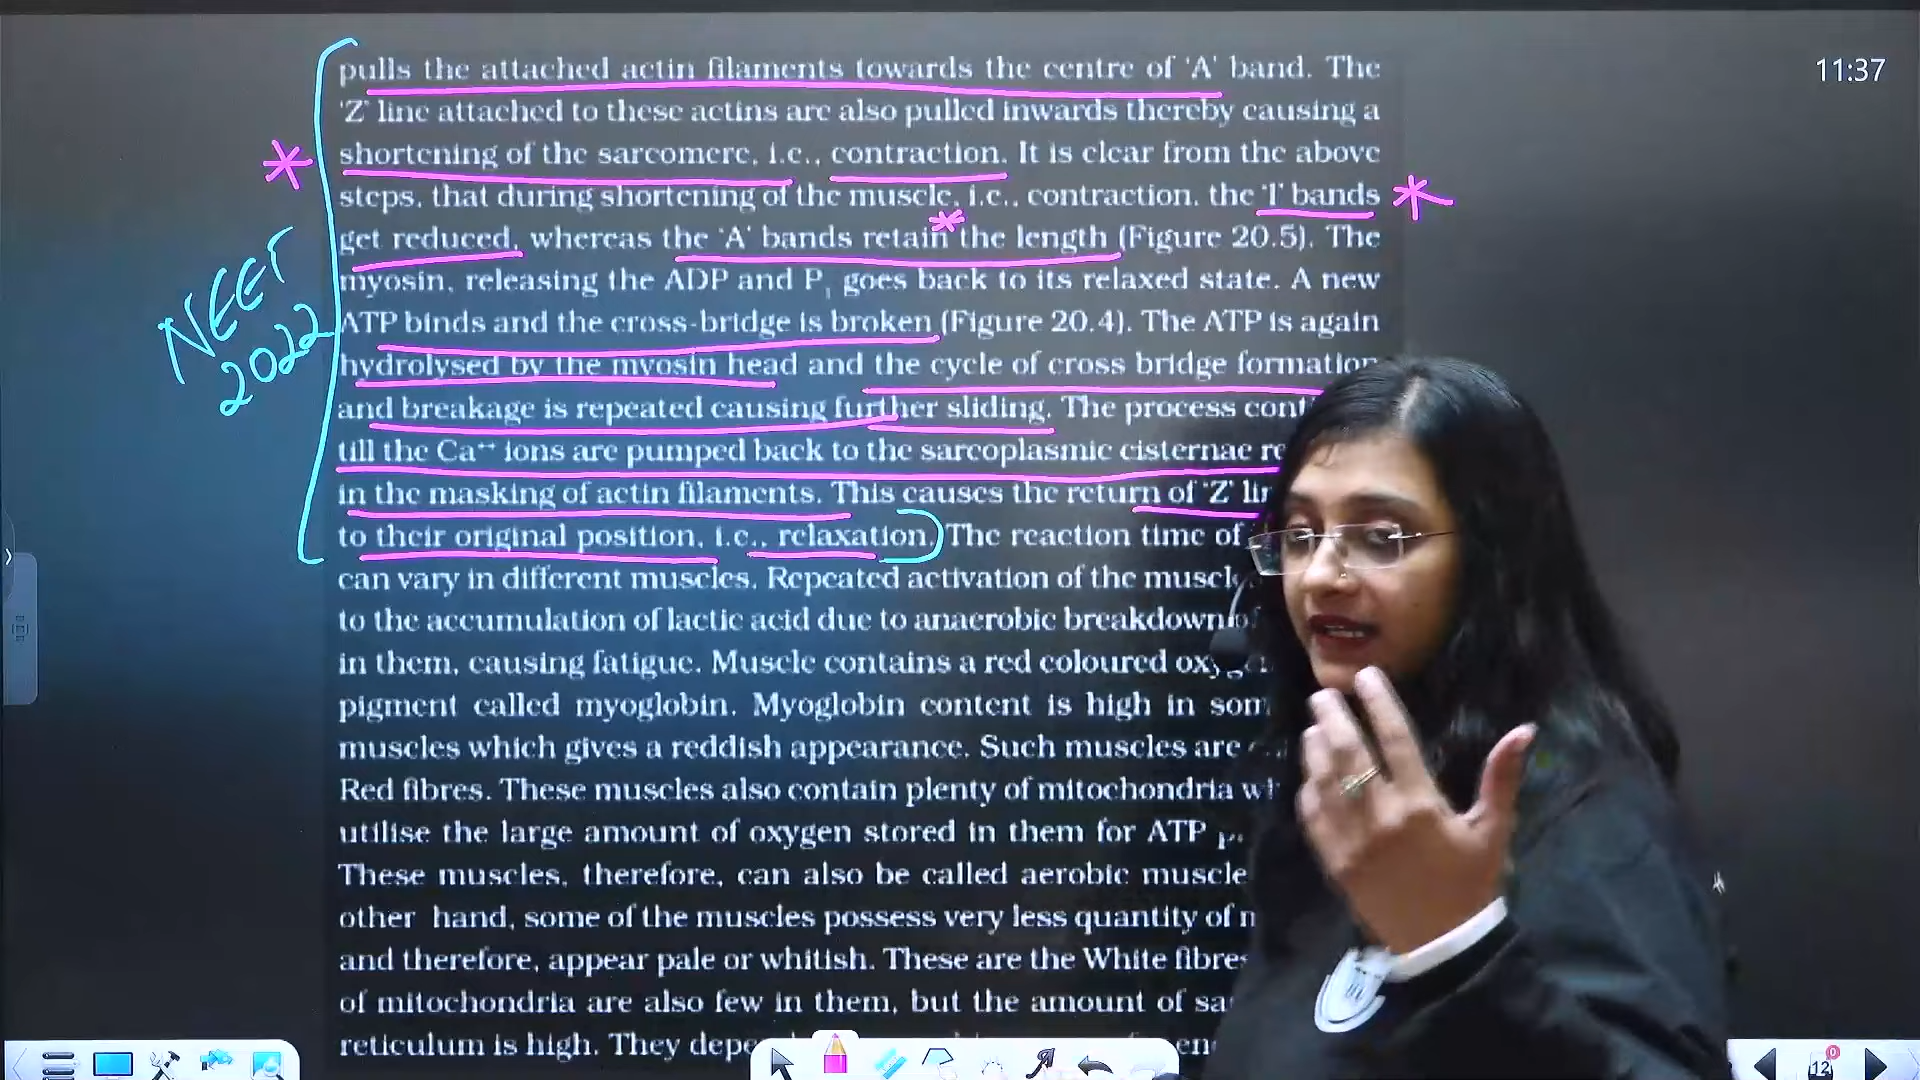 11:37
pulls the attached actin filaments towards the centre of 'A' band. The
'Z' line attached to these actins are also pulled inwards thereby causing a
shortening of the sarcomere, i.e., contraction. It is clear from the above
steps, that during shortening of the muscle, i.e., contraction, the 'I' bands
get reduced, whereas the 'A' bands retain the length (Figure 20.5). The
myosin, releasing the ADP and P1 goes back to its relaxed state. A new
ATP binds and the cross-bridge is broken (Figure 20.4). The ATP is again
hydrolysed by the myosin head and the cycle of cross bridge formation
and breakage is repeated causing further sliding. The process
till the Ca++ ions are pumped back to the sarcoplasmic cisternae
in the masking of actin filaments. This causes the return of 'Z'
to their original position, i.e., relaxation. The reaction time of
can vary in different muscles. Repeated activation of the
to the accumulation of lactic acid due to anaerobic breakdown
in them, causing fatigue. Muscle contains a red coloured
pigment called myoglobin. Myoglobin content is high in
muscles which gives a reddish appearance. Such muscles are
Red fibres. These muscles also contain plenty of mitochondria
utilise the large amount of oxygen stored in them for ATP
These muscles, therefore, can also be called aerobic
other hand, some of the muscles possess very less quantity of
and therefore, appear pale or whitish. These are the White
of mitochondria are also few in them, but the amount of
reticulum is high. They
NEET
2022
12
0